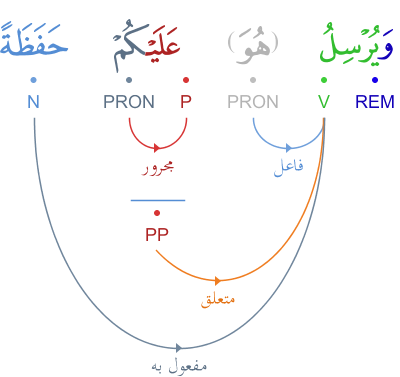 وَيُرْسِلُ (هُوَ) عَلَيْكُمْ حَفَظَةً
REM V PRON P PRON N
فاعل
مجرور
PP
متعلق
مفعول به